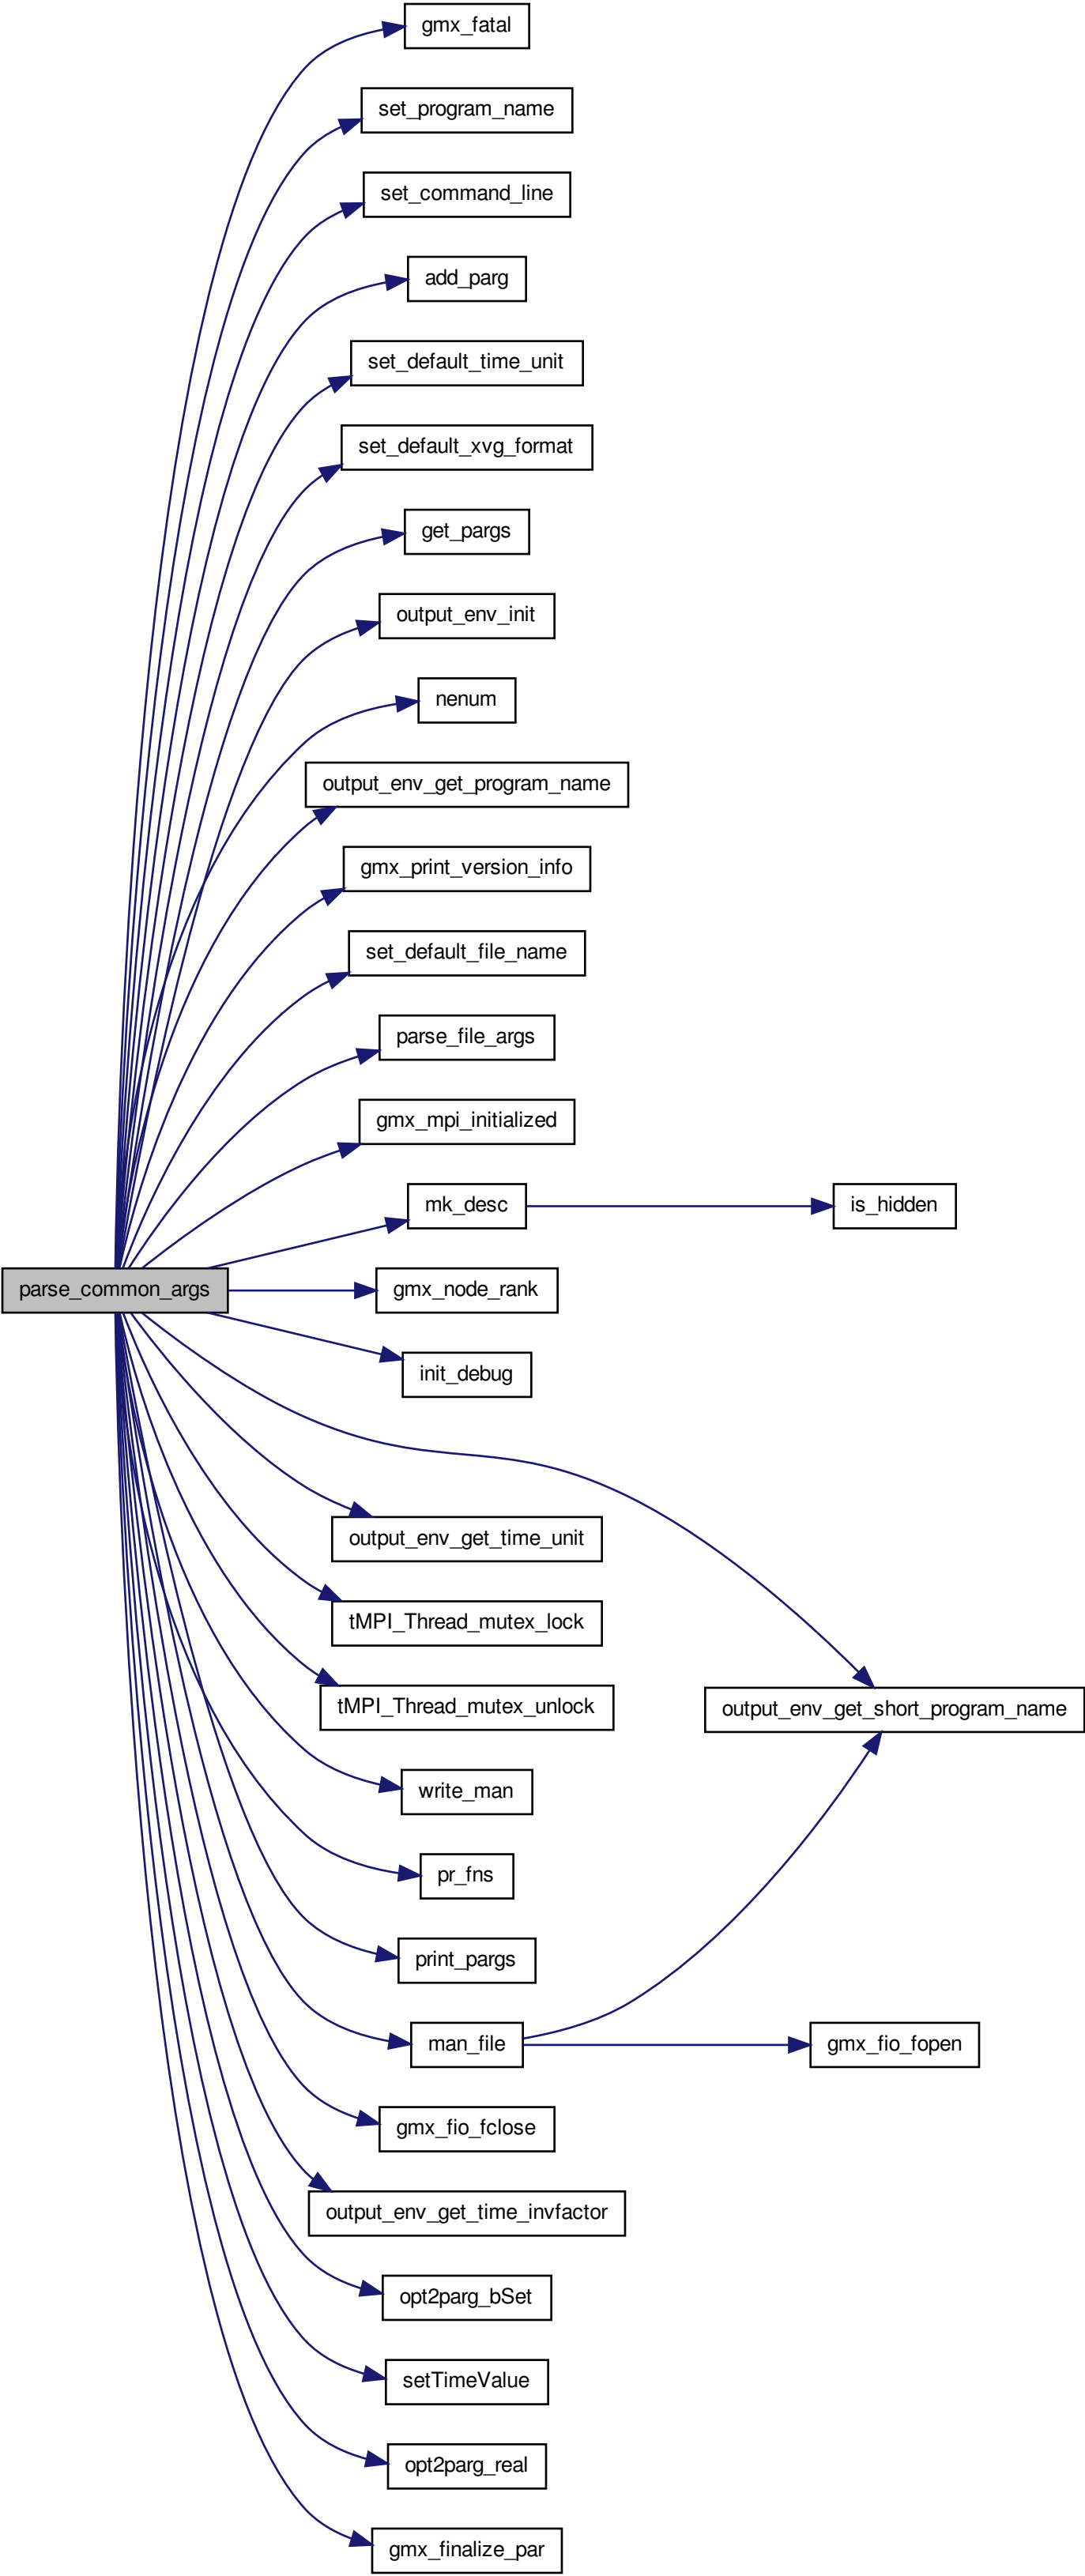 gmx_fatal
set_program_name
set_command_line
add_parg
set_default_time_unit
set_default_xvg_format
get_pargs
output_env_init
nenum
output_env_get_program_name
gmx_print_version_info
set_default_file_name
parse_file_args
gmx_mpi_initialized
mk_desc
is_hidden
parse_common_args
gmx_node_rank
init_debug
output_env_get_time_unit
tMPI_Thread_mutex_lock
tMPI_Thread_mutex_unlock
output_env_get_short_program_name
write_man
pr_fns
print_pargs
man_file
gmx_fio_fopen
gmx_fio_fclose
output_env_get_time_invfactor
opt2parg_bSet
setTimeValue
opt2parg_real
gmx_finalize_par